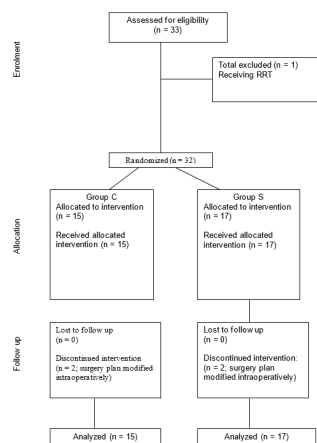 Assessed for eligibility
(n = 33)
Enrolment
Total excluded (n = 1)
Receiving RRT
Randomized (n = 32)
Allocation
Group C
Allocated to intervention
(n = 15)
Received allocated
intervention (n = 15)
Group S
Allocated to intervention
(n = 17)
Received allocated
intervention (n = 17)
Follow up
Lost to follow up
(n = 0)
Discontinued intervention
(n = 2; surgery plan modified
intraoperatively)
Lost to follow up
(n = 0)
Discontinued intervention:
(n = 2; surgery plan
modified intraoperatively)
Analyzed (n = 15)
Analyzed (n = 17)